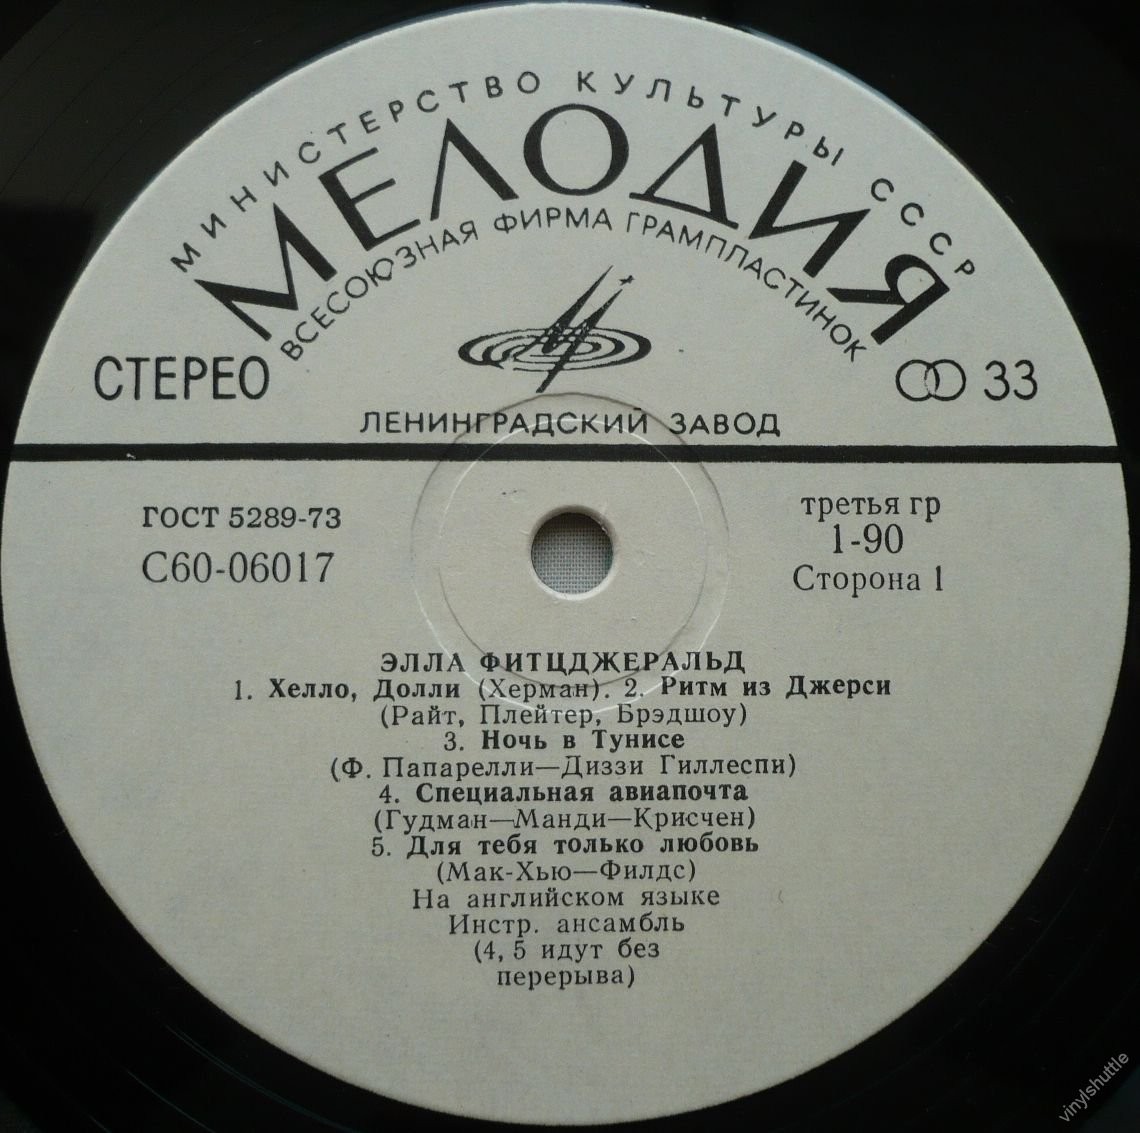 МИНИСТЕРСТВО КУЛЬТУРЫ СССР
МЕЛОДИЯ
ВСЕСОЮЗНАЯ ФИРМА ГРАМПЛАСТИНОК
СТЕРЕО
33
ЛЕНИНГРАДСКИЙ ЗАВОД
ГОСТ 5289-73
С60-06017
третья гр
1-90
Сторона 1
ЭЛЛА ФИТЦДЖЕРАЛЬД
1. Хелло, Долли (Херман). 2. Ритм из Джерси
(Райт, Плейтер, Брэдшоу)
3. Ночь в Тунисе
(Ф. Папарелли—Диззи Гиллеспи)
4. Специальная авиапочта
(Гудман—Манди—Крисчен)
5. Для тебя только любовь
(Мак-Хью—Филдс)
На английском языке
Инстр. ансамбль
(4, 5 идут без
перерыва)
vinylshuttle